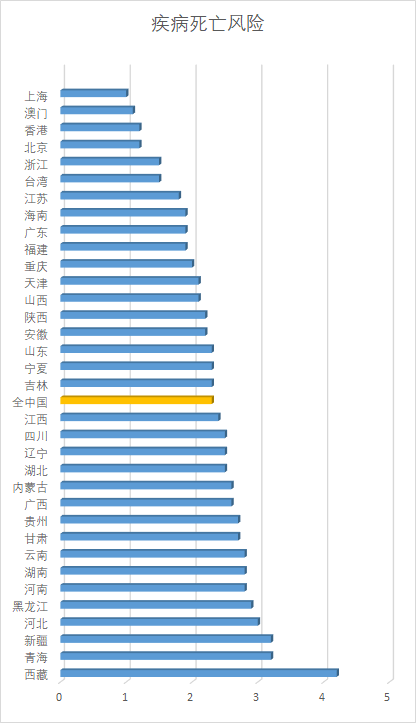 疾病死亡风险
上海
澳门
香港
北京
浙江
台湾
江苏
海南
广东
福建
重庆
天津
山西
陕西
安徽
山东
宁夏
吉林
全中国
江西
四川
辽宁
湖北
内蒙古
广西
贵州
甘肃
云南
湖南
河南
黑龙江
河北
新疆
青海
西藏
0 1 2 3 4 5